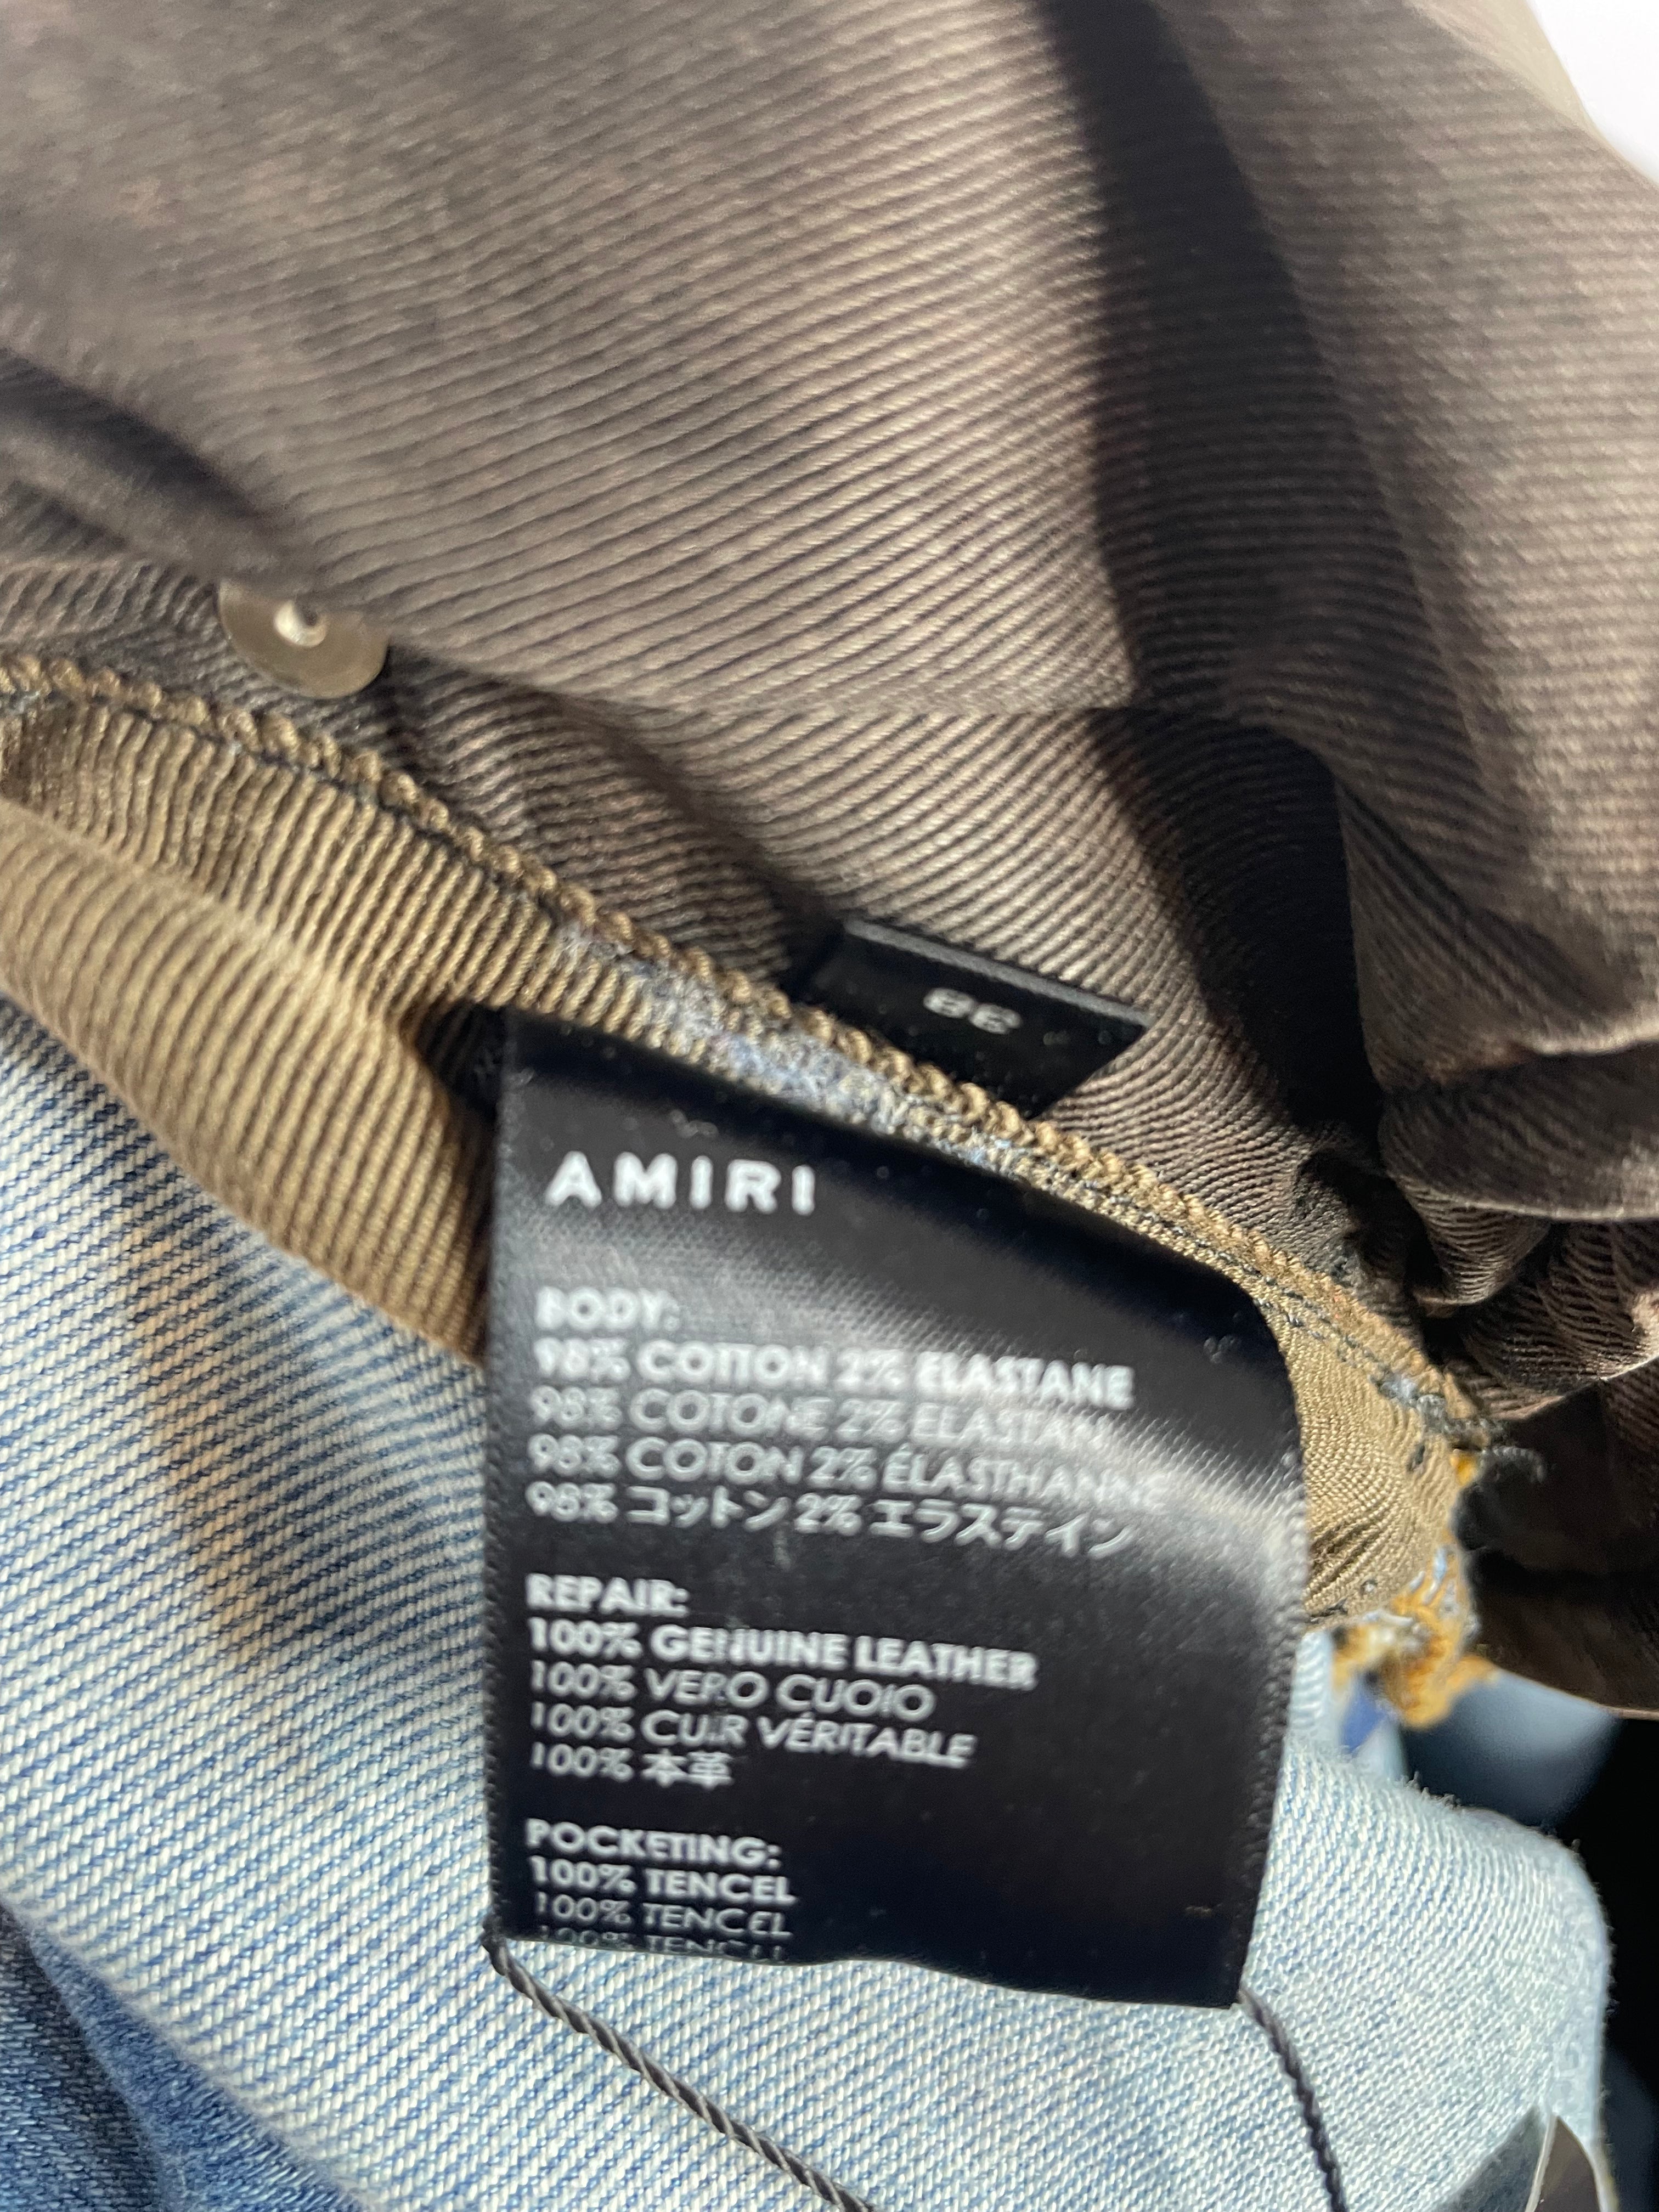 AMIRI
BODY:
98% COTTON 2% ELASTANE
98% COTONE 2% ELASTAN
98% COTON 2% ÉLASTHANNE
98% コットン 2% エラステイン
REPAIR:
100% GENUINE LEATHER
100% VERO CUOIO
100% CUIR VÉRITABLE
100% 本革
POCKETING:
100% TENCEL
100% TENCEL
100% TENCEL